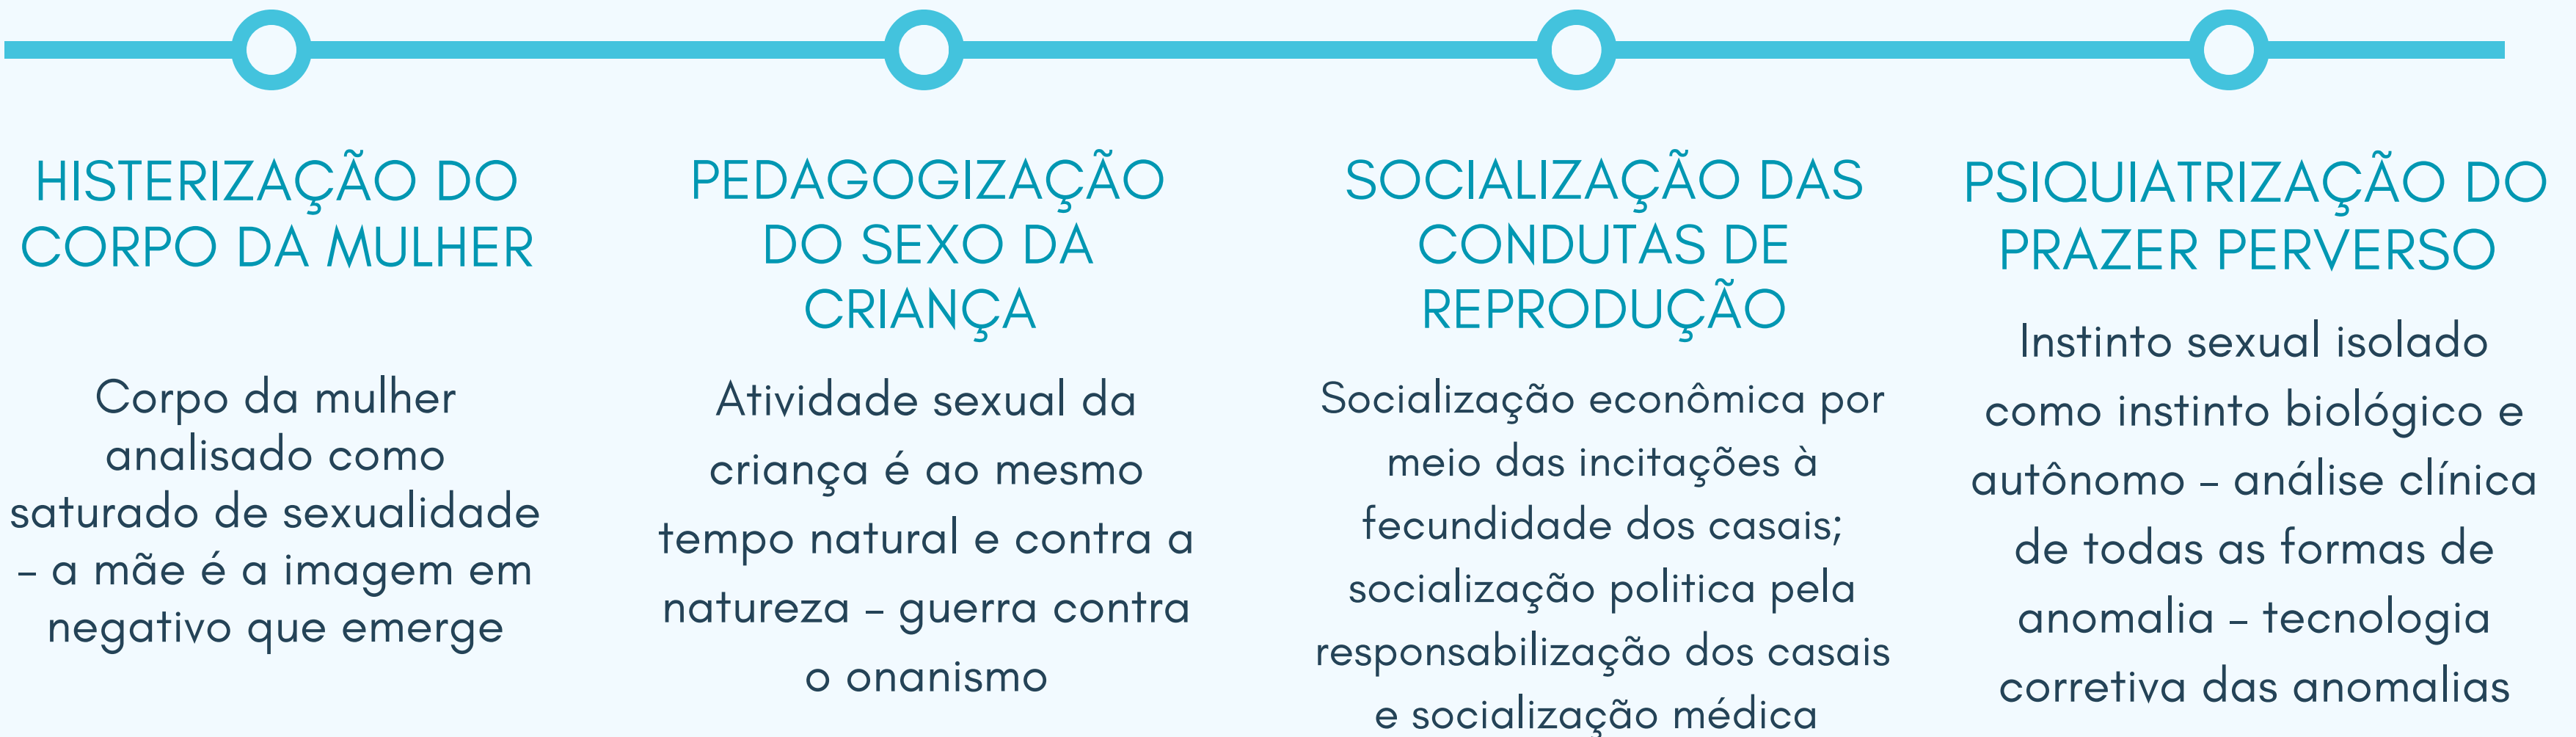 HISTERIZAÇÃO DO
CORPO DA MULHER
Corpo da mulher
analisado como
saturado de sexualidade
– a mãe é a imagem em
negativo que emerge
PEDAGOGIZAÇÃO
DO SEXO DA
CRIANÇA
Atividade sexual da
criança é ao mesmo
tempo natural e contra a
natureza – guerra contra
o onanismo
SOCIALIZAÇÃO DAS
CONDUTAS DE
REPRODUÇÃO
Socialização econômica por
meio das incitações à
fecundidade dos casais;
socialização politica pela
responsabilização dos casais
e socialização médica
PSIQUIATRIZAÇÃO DO
PRAZER PERVERSO
Instinto sexual isolado
como instinto biológico e
autônomo – análise clínica
de todas as formas de
anomalia – tecnologia
corretiva das anomalias